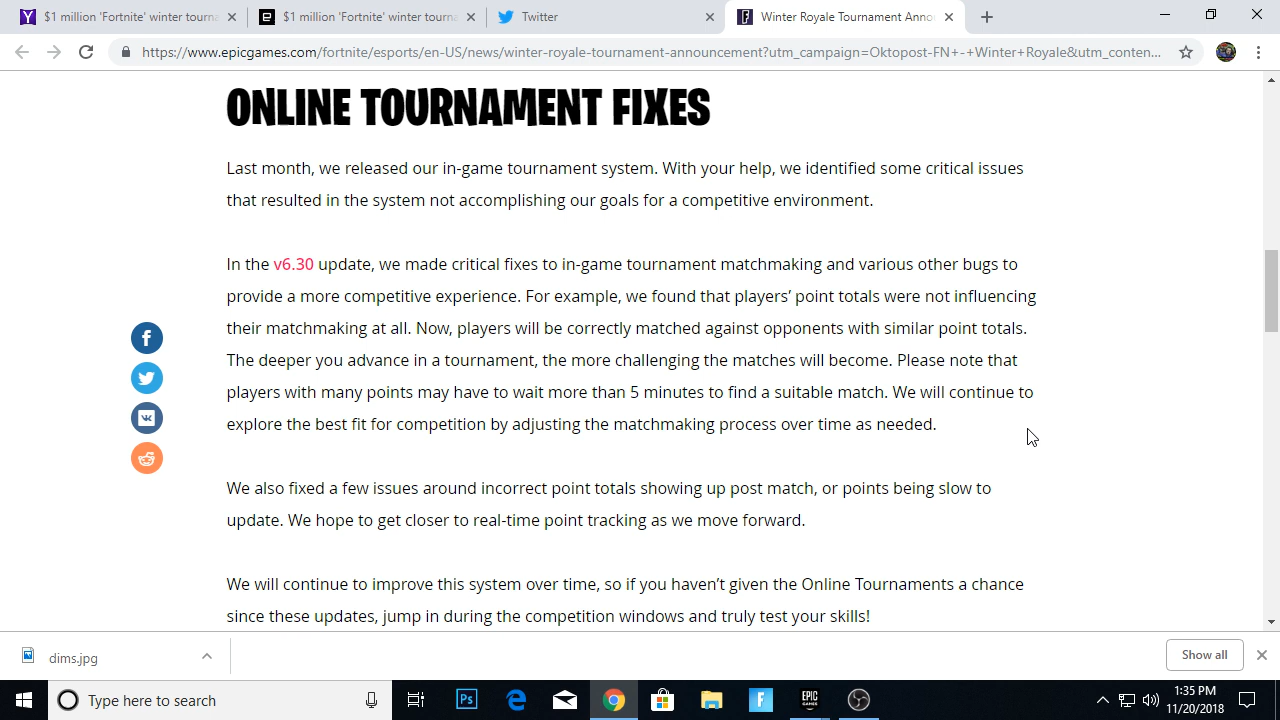 $1 million 'Fortnite' winter tourna
$1 million 'Fortnite' winter tourna
Twitter
Winter Royale Tournament Anno
https://www.epicgames.com/fortnite/esports/en-US/news/winter-royale-tournament-announcement?utm_campaign=Oktopost-FN+-+Winter+Royale&utm_conten...
ONLINE TOURNAMENT FIXES
Last month, we released our in-game tournament system. With your help, we identified some critical issues
that resulted in the system not accomplishing our goals for a competitive environment.
In the v6.30 update, we made critical fixes to in-game tournament matchmaking and various other bugs to
provide a more competitive experience. For example, we found that players’ point totals were not influencing
their matchmaking at all. Now, players will be correctly matched against opponents with similar point totals.
The deeper you advance in a tournament, the more challenging the matches will become. Please note that
players with many points may have to wait more than 5 minutes to find a suitable match. We will continue to
explore the best fit for competition by adjusting the matchmaking process over time as needed.
We also fixed a few issues around incorrect point totals showing up post match, or points being slow to
update. We hope to get closer to real-time point tracking as we move forward.
We will continue to improve this system over time, so if you haven’t given the Online Tournaments a chance
since these updates, jump in during the competition windows and truly test your skills!
dims.jpg
Show all
Type here to search
Ps
EPIC
GAMES
1:35 PM
11/20/2018